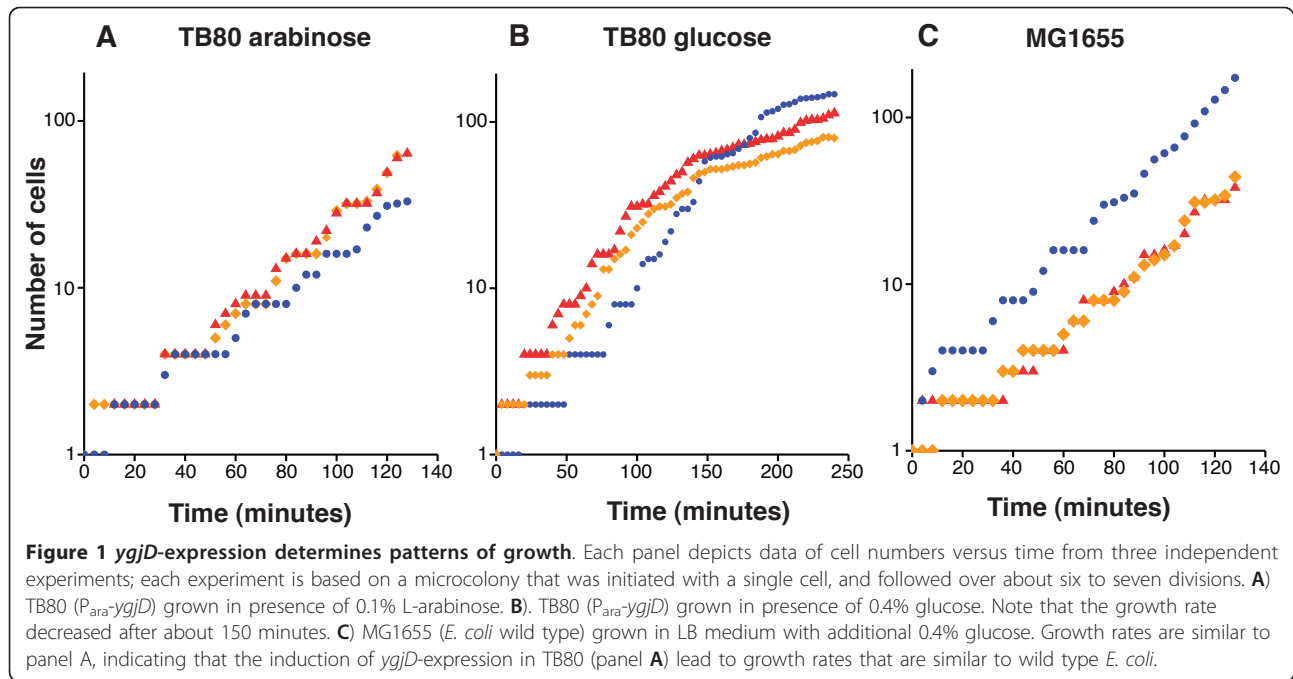 A TB80 arabinose
B TB80 glucose
C MG1655
Number of cells
100
10
1
0 20 40 60 80 100 120 140
Time (minutes)
100
10
1
0 50 100 150 200 250
Time (minutes)
100
10
1
0 20 40 60 80 100 120 140
Time (minutes)
Figure 1 ygjD-expression determines patterns of growth. Each panel depicts data of cell numbers versus time from three independent
experiments; each experiment is based on a microcolony that was initiated with a single cell, and followed over about six to seven divisions. A)
TB80 (Para-ygjD) grown in presence of 0.1% L-arabinose. B). TB80 (Para-ygjD) grown in presence of 0.4% glucose. Note that the growth rate
decreased after about 150 minutes. C) MG1655 (E. coli wild type) grown in LB medium with additional 0.4% glucose. Growth rates are similar to
panel A, indicating that the induction of ygjD-expression in TB80 (panel A) lead to growth rates that are similar to wild type E. coli.